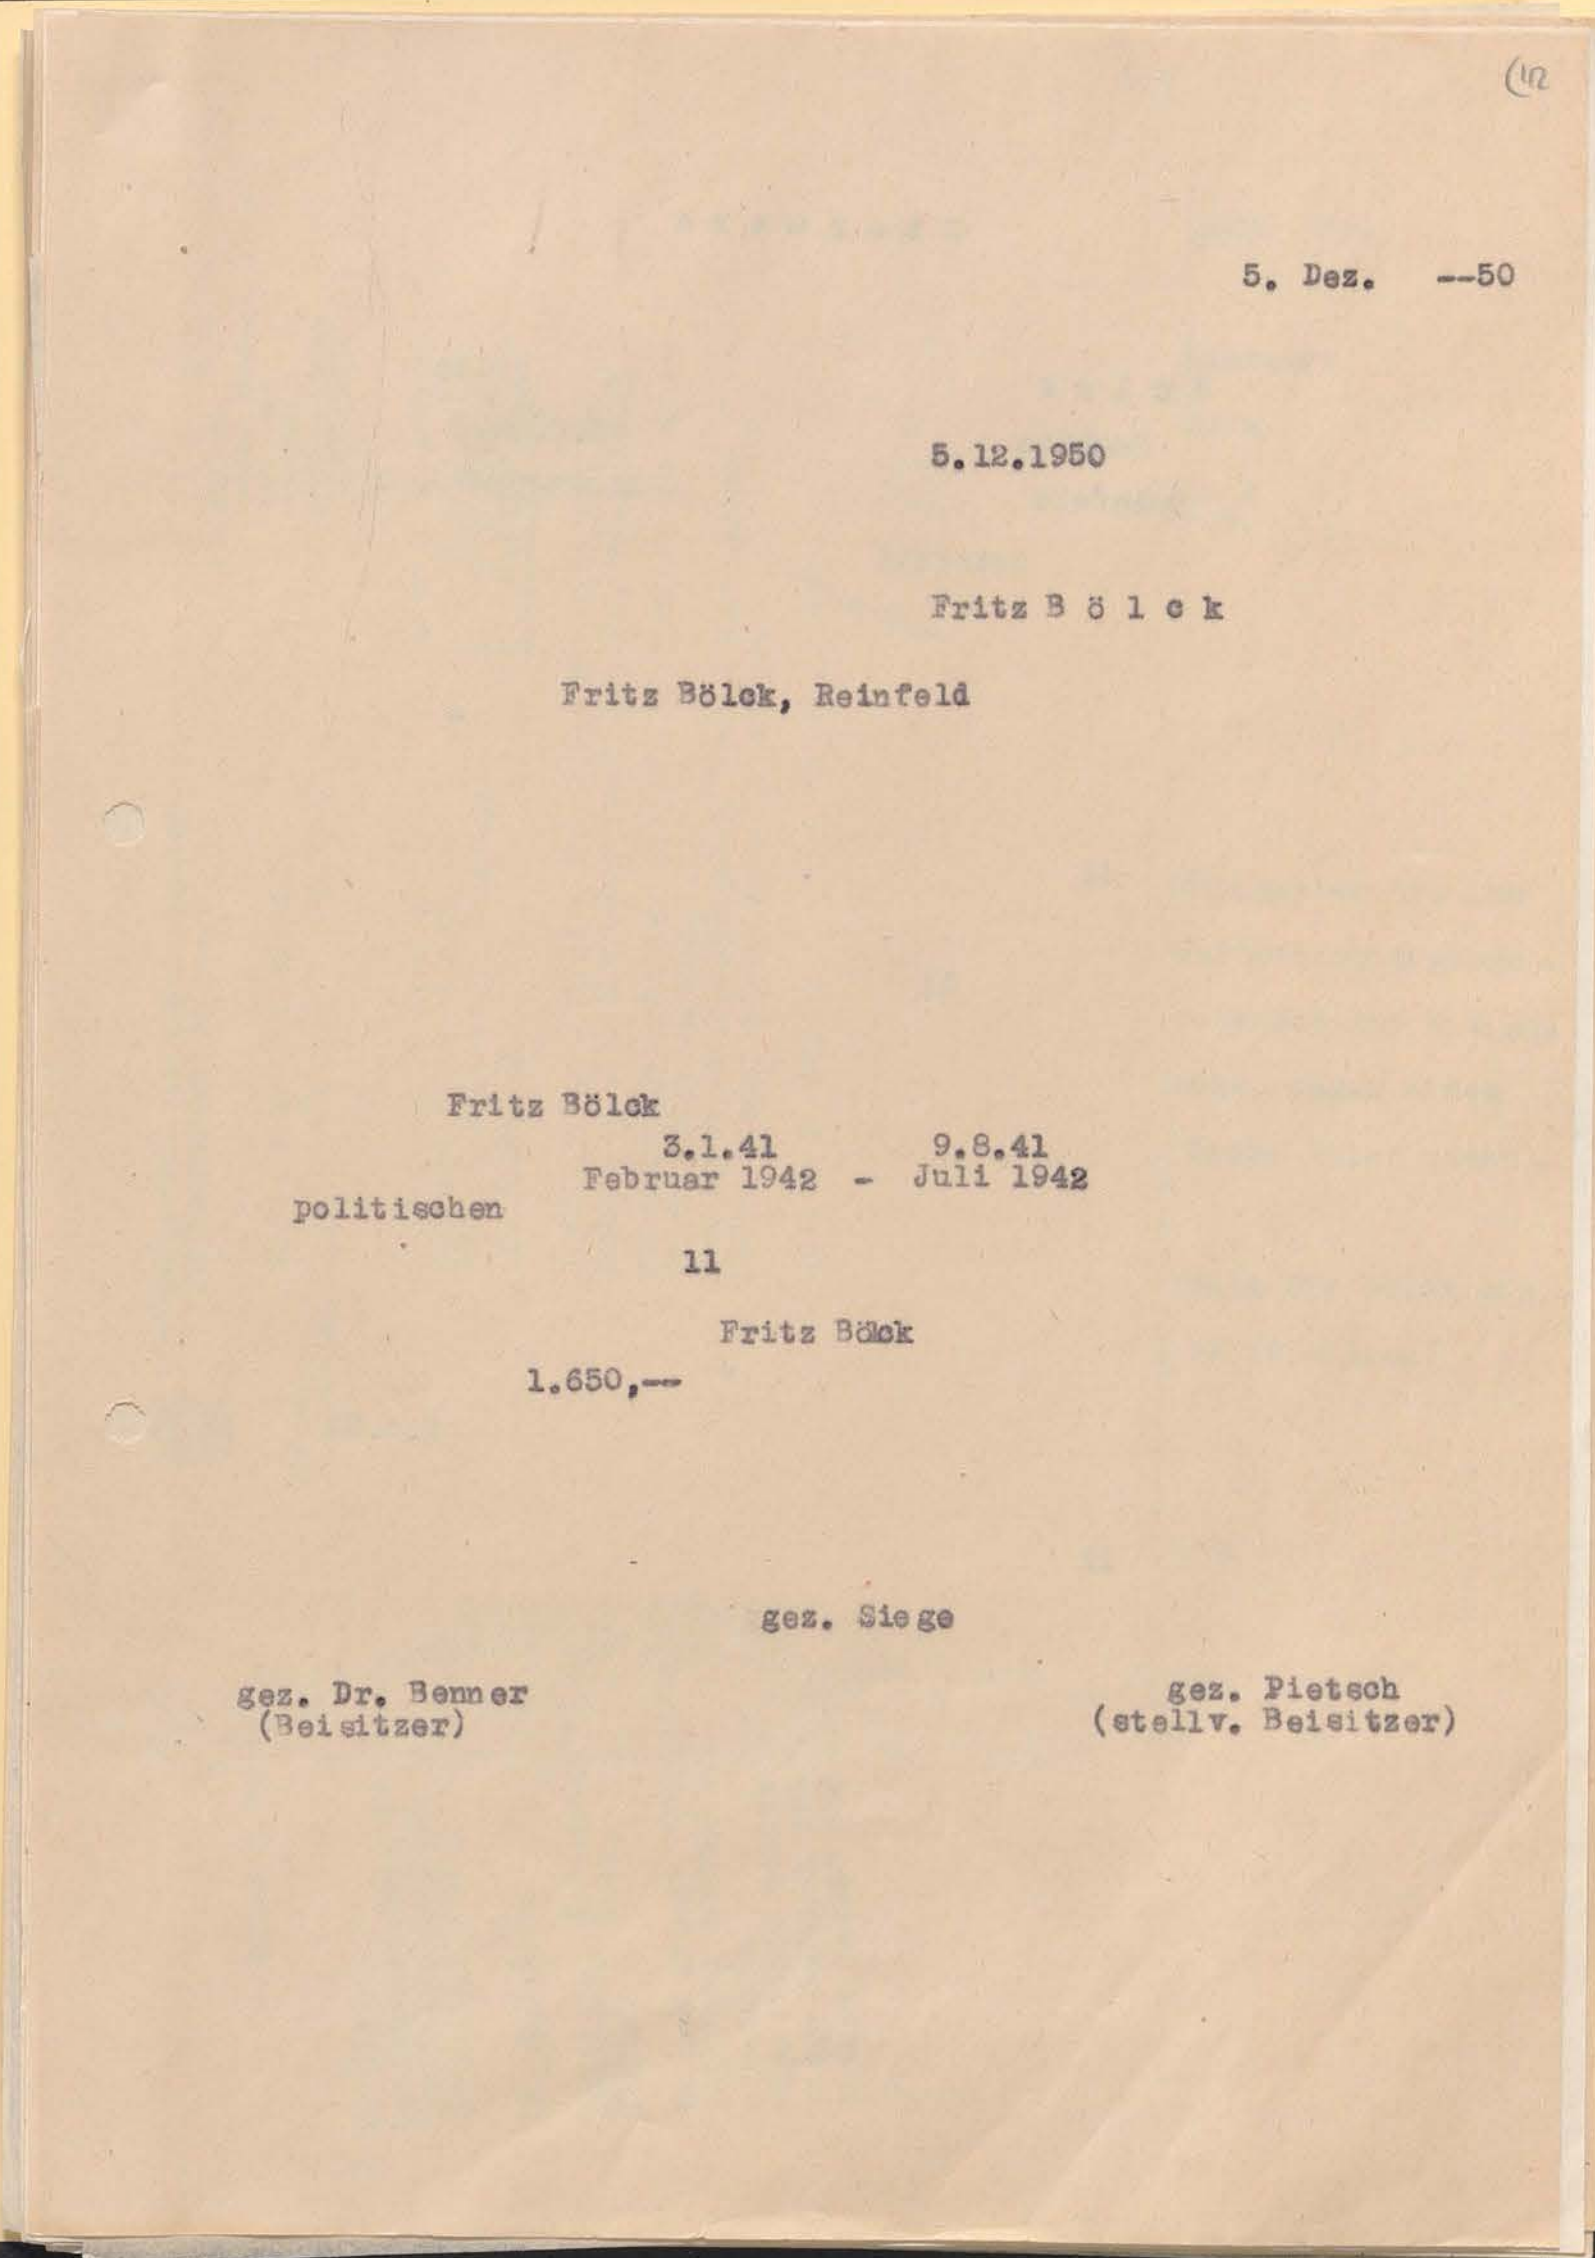 5. Dez. --50
5.12.1950
Fritz B ö l c k
Fritz Bölck, Reinfeld
Fritz Bölck
3.1.41 9.8.41
Februar 1942 - Juli 1942
politischen
11
Fritz Bölck
1.650,--
gez. Siege
gez. Dr. Benner gez. Pietsch
(Beisitzer) (stellv. Beisitzer)